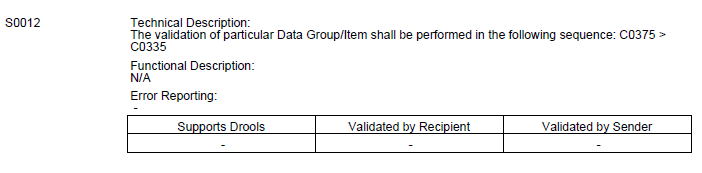 S0012 Technical Description:
The validation of particular Data Group/Item shall be performed in the following sequence: C0375 >
C0335
Functional Description:
N/A
Error Reporting:
-
Supports Drools Validated by Recipient Validated by Sender
- - -